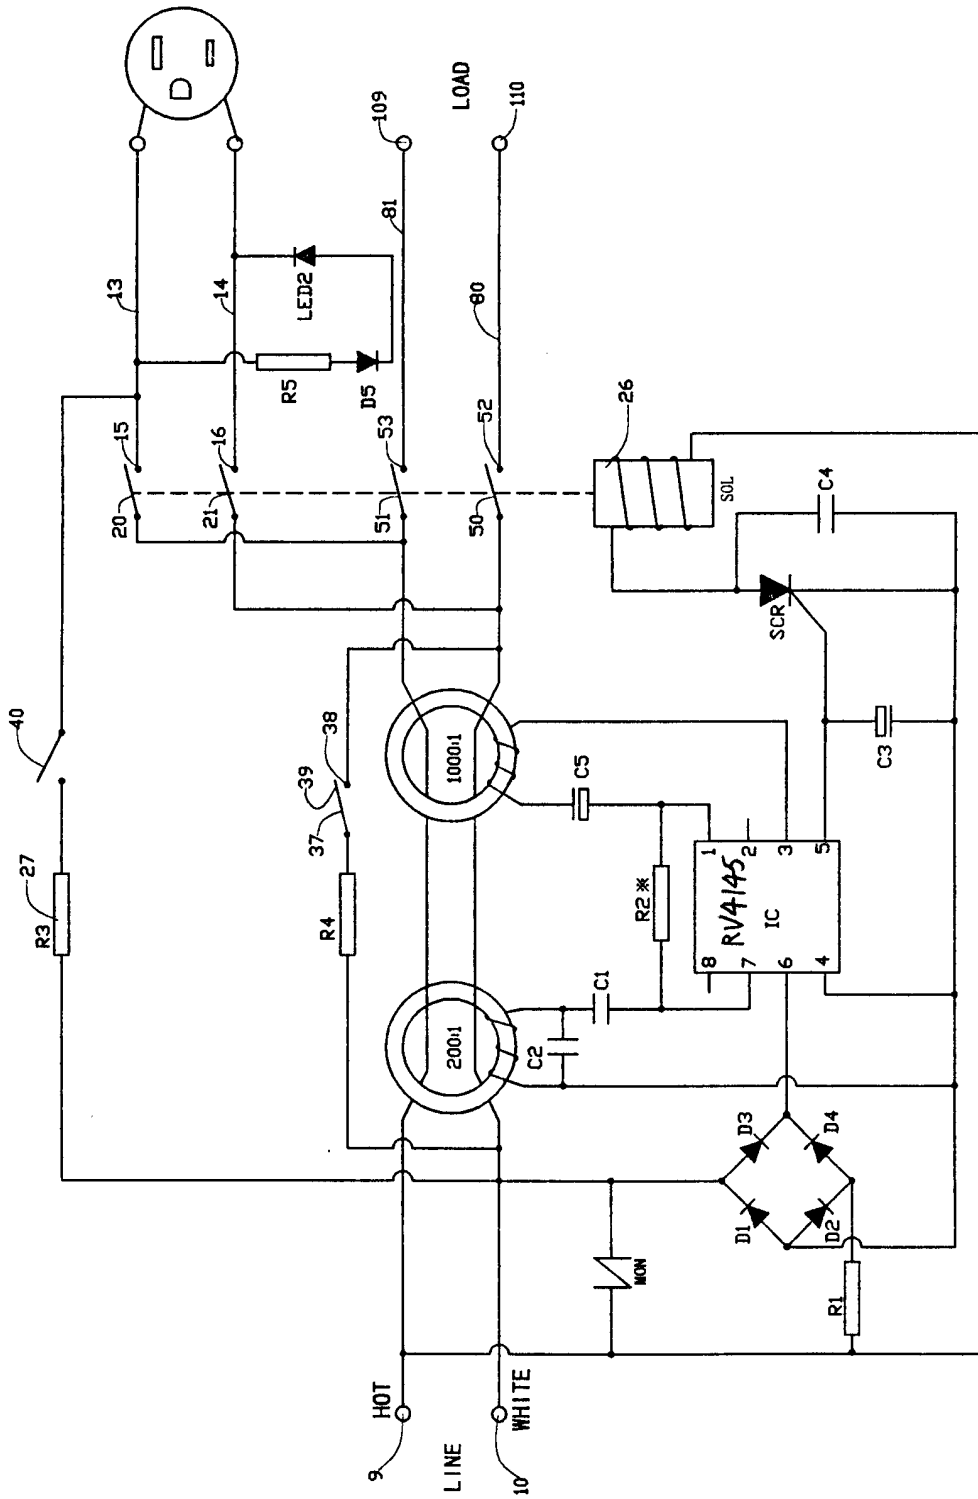 13
14
109
LOAD
110
81
80
LED2
R5
D5
15
16
53
52
20
21
51
50
26
SOL
C4
SCR
C3
40
39
38
37
27
R3
R4
1000:1
200:1
C5
R2※
C1
C2
1
2
3
5
RV4145
IC
8
7
6
4
D3
D4
D1
D2
MON
R1
HOT
9
LINE
WHITE
10